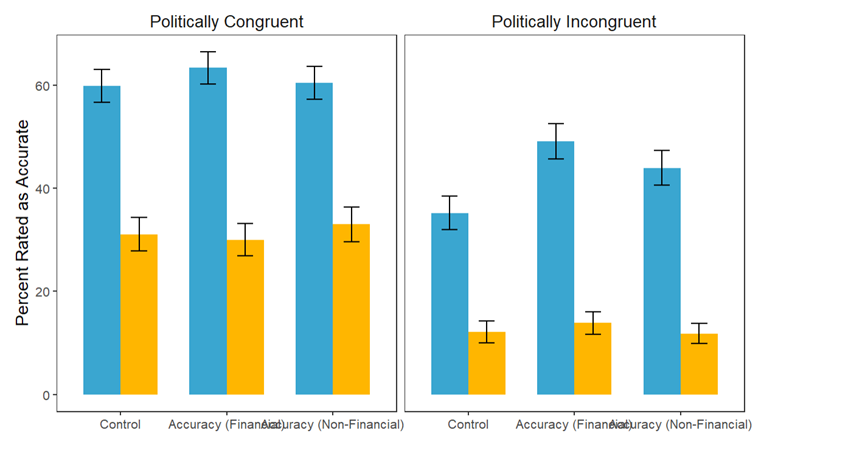 Politically Congruent
Politically Incongruent
Percent Rated as Accurate
60
40
20
0
Control
Accuracy (Financial)
Accuracy (Non-Financial)
Control
Accuracy (Financial)
Accuracy (Non-Financial)